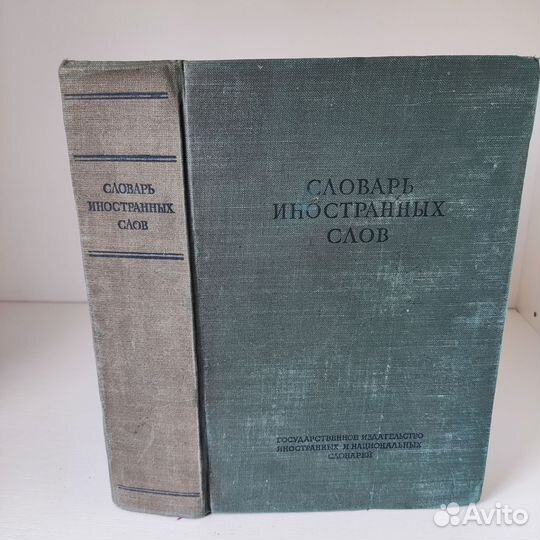 СЛОВАРЬ
ИНОСТРАННЫХ
СЛОВ
СЛОВАРЬ
ИНОСТРАННЫХ
СЛОВ
ГОСУДАРСТВЕННОЕ ИЗДАТЕЛЬСТВО
ИНОСТРАННЫХ И НАЦИОНАЛЬНЫХ
СЛОВАРЕЙ
Avito